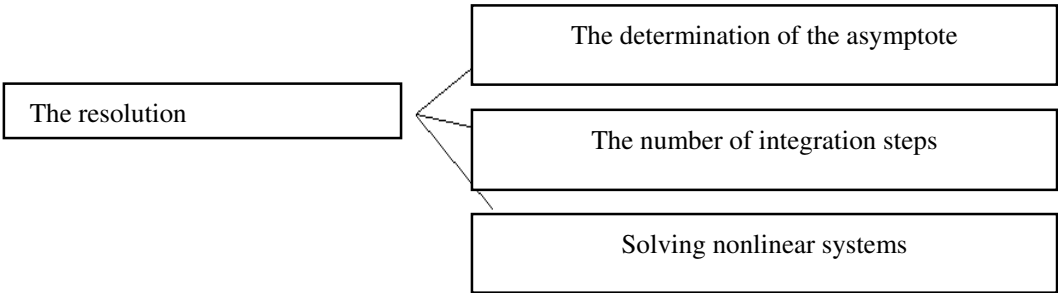 The determination of the asymptote
The resolution
The number of integration steps
Solving nonlinear systems